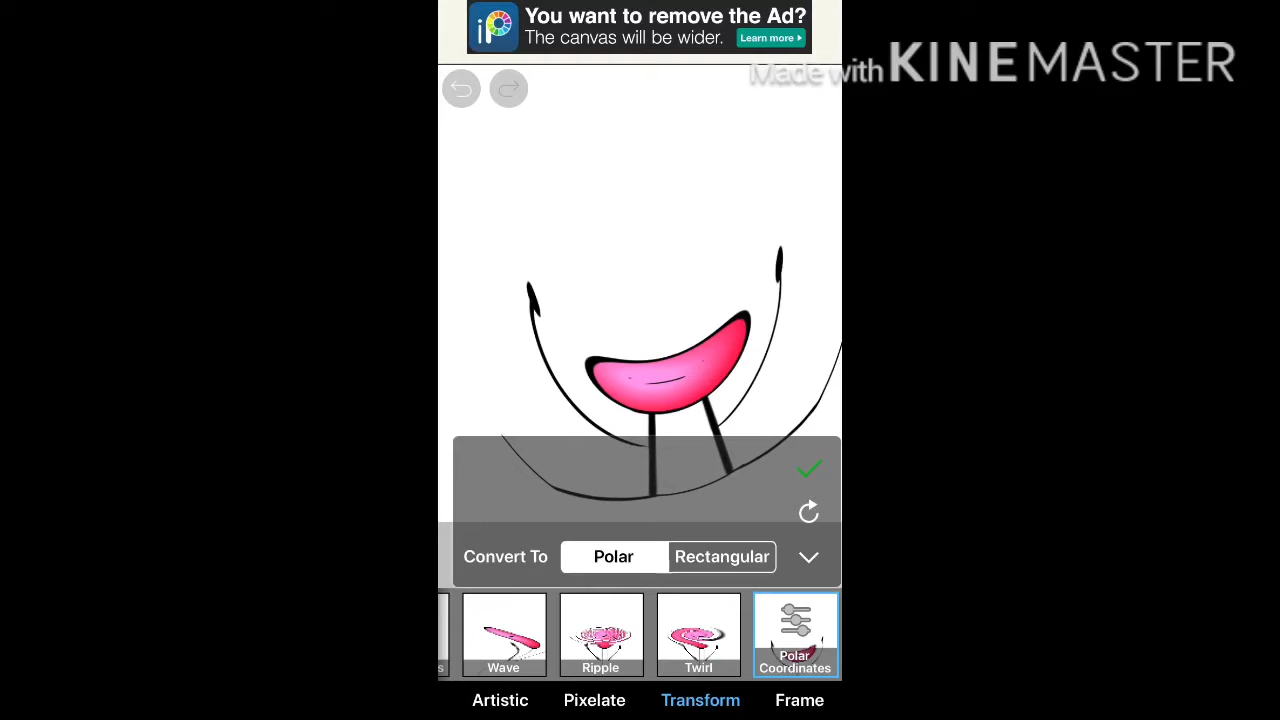 iP
You want to remove the Ad?
The canvas will be wider.
Learn more
Made with KINEMASTER
Convert To
Polar
Rectangular
s
Wave
Ripple
Twirl
Polar
Coordinates
Artistic
Pixelate
Transform
Frame